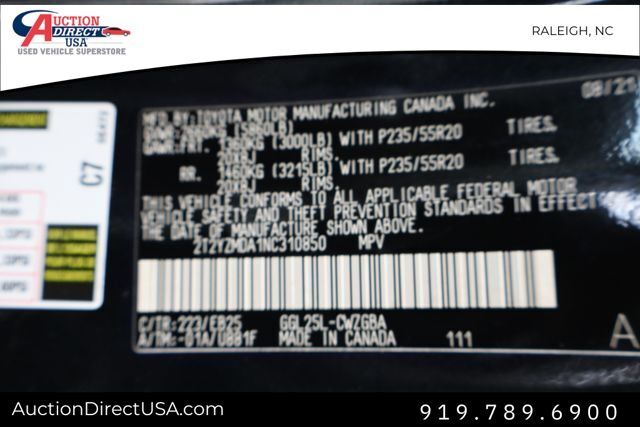 AUCTION
DIRECT
USA
USED VEHICLE SUPERSTORE
RALEIGH, NC
MFD BY: TOYOTA MOTOR MANUFACTURING CANADA INC. 08/21
GVWR: 2660KG (5860LB)
GAWR: FRT. 1360KG (3000LB) WITH P235/55R20 TIRES.
20X8J RIMS.
RR. 1460KG (3215LB) WITH P235/55R20 TIRES.
20X8J RIMS.
THIS VEHICLE CONFORMS TO ALL APPLICABLE FEDERAL MOTOR
VEHICLE SAFETY AND THEFT PREVENTION STANDARDS IN EFFECT
THE DATE OF MANUFACTURE SHOWN ABOVE.
2T2YZMDA1NC310850 MPV
C/TR: 223/EB25 GGL25L-CWZGBA
A/TM: -01A/U881F MADE IN CANADA 111
A
C7
AuctionDirectUSA.com
919.789.6900